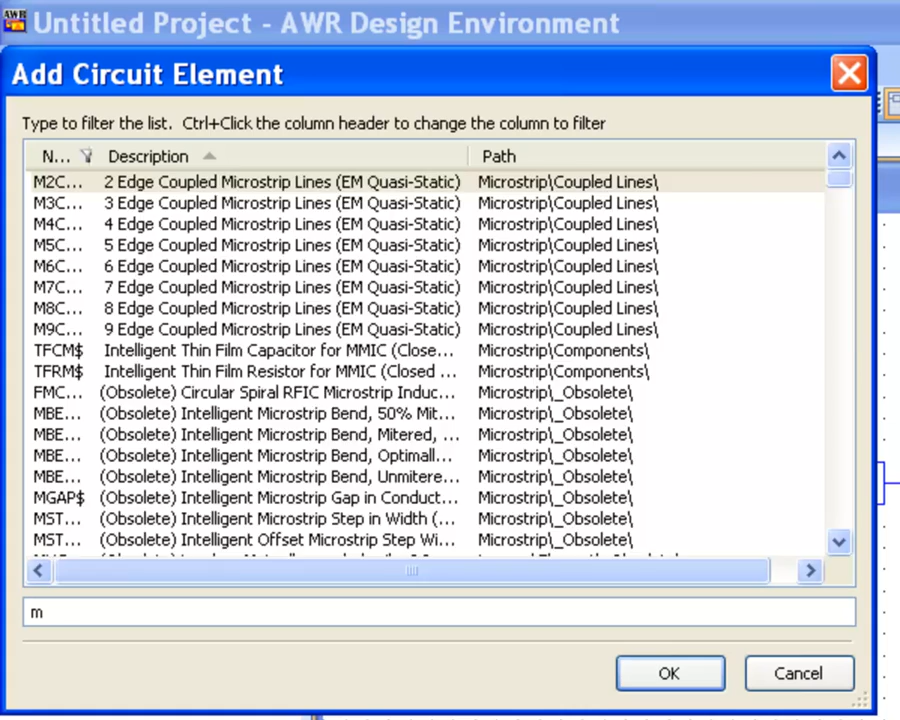 AWR Untitled Project - AWR Design Environment
Add Circuit Element
Type to filter the list. Ctrl+Click the column header to change the column to filter
N... Description Path
M2C... 2 Edge Coupled Microstrip Lines (EM Quasi-Static) Microstrip\Coupled Lines\
M3C... 3 Edge Coupled Microstrip Lines (EM Quasi-Static) Microstrip\Coupled Lines\
M4C... 4 Edge Coupled Microstrip Lines (EM Quasi-Static) Microstrip\Coupled Lines\
M5C... 5 Edge Coupled Microstrip Lines (EM Quasi-Static) Microstrip\Coupled Lines\
M6C... 6 Edge Coupled Microstrip Lines (EM Quasi-Static) Microstrip\Coupled Lines\
M7C... 7 Edge Coupled Microstrip Lines (EM Quasi-Static) Microstrip\Coupled Lines\
M8C... 8 Edge Coupled Microstrip Lines (EM Quasi-Static) Microstrip\Coupled Lines\
M9C... 9 Edge Coupled Microstrip Lines (EM Quasi-Static) Microstrip\Coupled Lines\
TFCM$ Intelligent Thin Film Capacitor for MMIC (Close... Microstrip\Components\
TFRM$ Intelligent Thin Film Resistor for MMIC (Closed ... Microstrip\Components\
FMC... (Obsolete) Circular Spiral RFIC Microstrip Induc... Microstrip\_Obsolete\
MBE... (Obsolete) Intelligent Microstrip Bend, 50% Mit... Microstrip\_Obsolete\
MBE... (Obsolete) Intelligent Microstrip Bend, Mitered, ... Microstrip\_Obsolete\
MBE... (Obsolete) Intelligent Microstrip Bend, Optimall... Microstrip\_Obsolete\
MBE... (Obsolete) Intelligent Microstrip Bend, Unmitere... Microstrip\_Obsolete\
MGAP$ (Obsolete) Intelligent Microstrip Gap in Conduct... Microstrip\_Obsolete\
MST... (Obsolete) Intelligent Microstrip Step in Width (... Microstrip\_Obsolete\
MST... (Obsolete) Intelligent Offset Microstrip Step Wi... Microstrip\_Obsolete\
m
OK Cancel